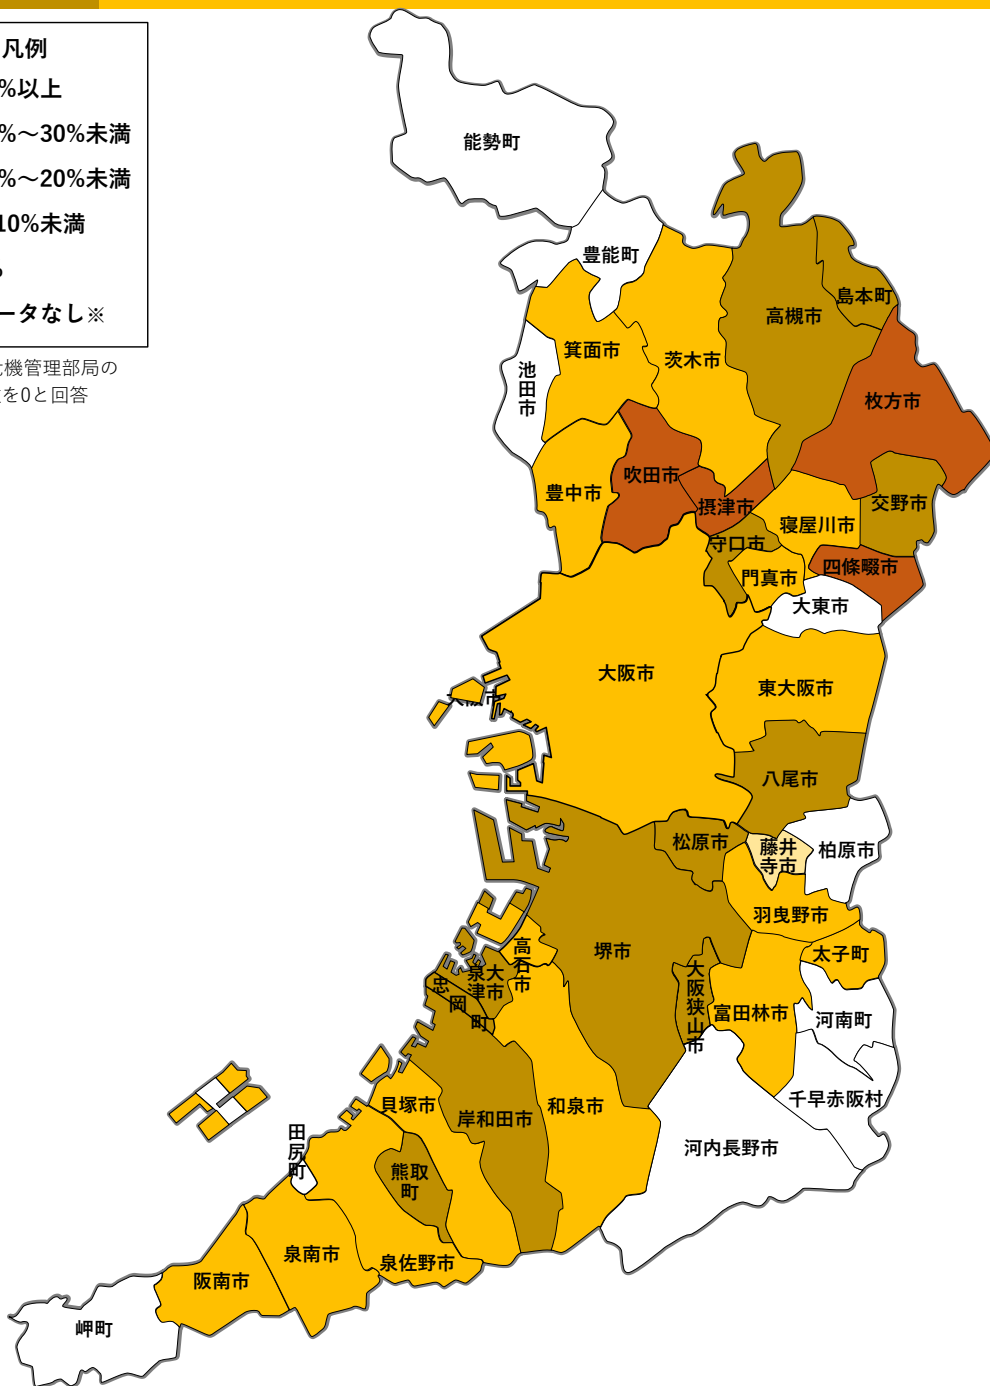 凡例
%以上
%～30%未満
%～20%未満
10%未満
%
ータなし※
機管理部局の
を0と回答
能勢町
豊能町
島本町
高槻市
箕面市
茨木市
池田市
枚方市
吹田市
豊中市
摂津市
交野市
寝屋川市
守口市
四條畷市
門真市
大東市
大阪市
東大阪市
大阪市
八尾市
松原市
藤井
寺市
柏原市
羽曳野市
高石市
堺市
太子町
泉大
津市
大阪狭山市
忠岡町
富田林市
河南町
千早赤阪村
貝塚市
岸和田市
和泉市
田尻町
河内長野市
熊取
町
泉南市
泉佐野市
阪南市
岬町